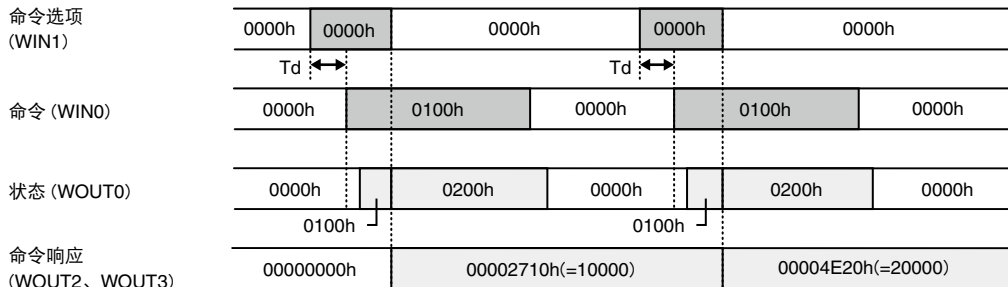 命令选项
(WIN1)
0000h 0000h 0000h 0000h 0000h
Td Td
命令 (WIN0)
0000h 0100h 0000h 0100h 0000h
状态 (WOUT0)
0000h 0200h 0000h 0200h 0000h
0100h 0100h
命令响应
(WOUT2、WOUT3)
00000000h 00002710h(=10000) 00004E20h(=20000)